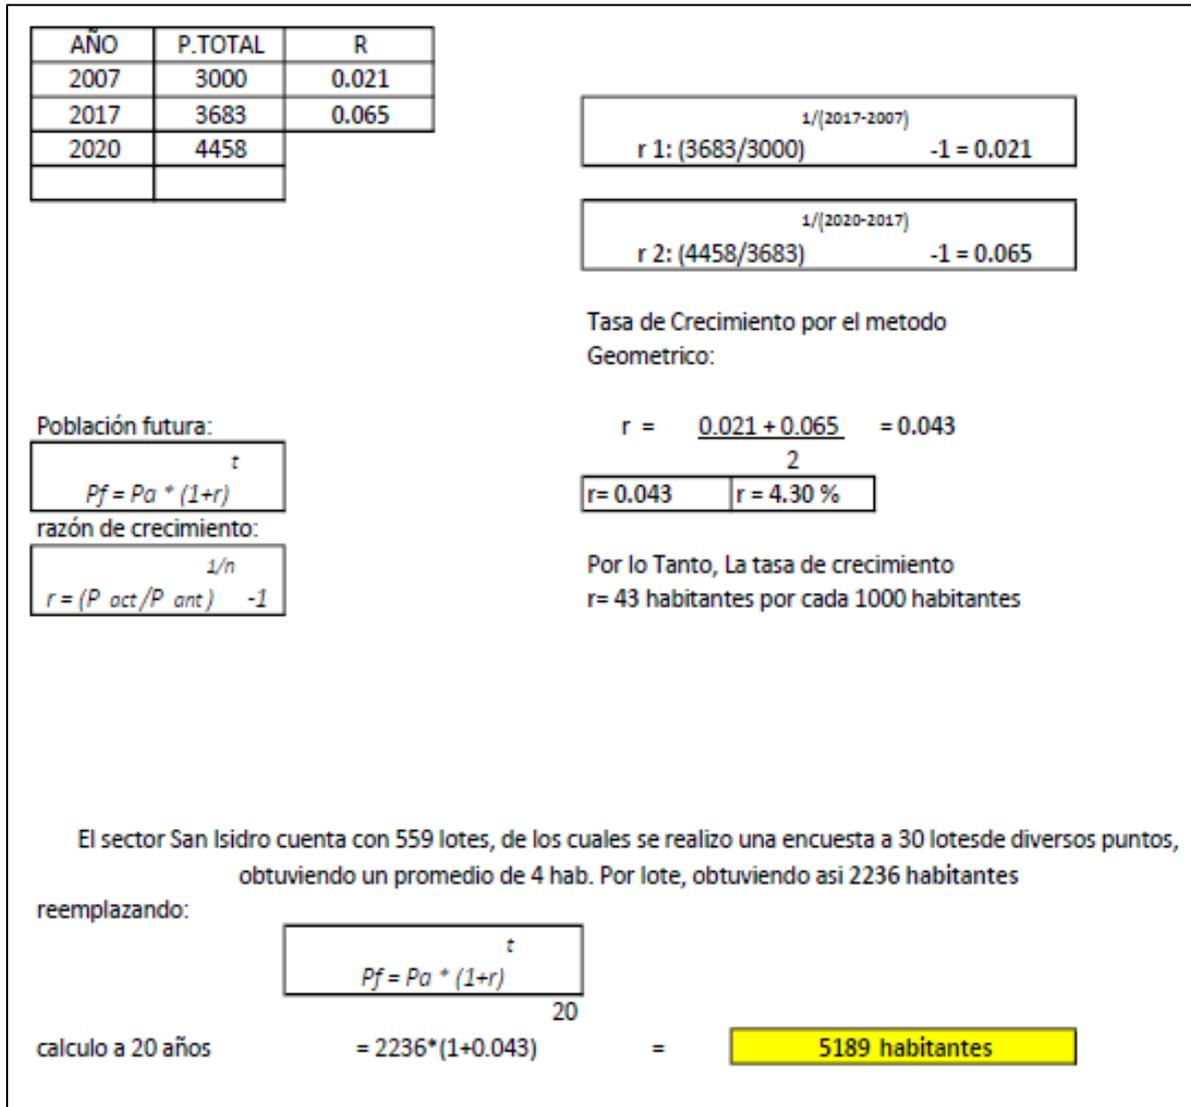 AÑO P.TOTAL R
2007 3000 0.021
2017 3683 0.065
2020 4458
1/(2017-2007)
r 1: (3683/3000) -1 = 0.021
1/(2020-2017)
r 2: (4458/3683) -1 = 0.065
Tasa de Crecimiento por el metodo
Geometrico:
r = 0.021 + 0.065 = 0.043
2
r= 0.043 r = 4.30 %
Por lo Tanto, La tasa de crecimiento
r= 43 habitantes por cada 1000 habitantes
Población futura:
t
Pf = Pa * (1+r)
razón de crecimiento:
1/n
r = (P act/P ant) -1
El sector San Isidro cuenta con 559 lotes, de los cuales se realizo una encuesta a 30 lotesde diversos puntos,
obtuviendo un promedio de 4 hab. Por lote, obtuviendo asi 2236 habitantes
reemplazando:
t
Pf = Pa * (1+r)
20
calculo a 20 años = 2236*(1+0.043) = 5189 habitantes